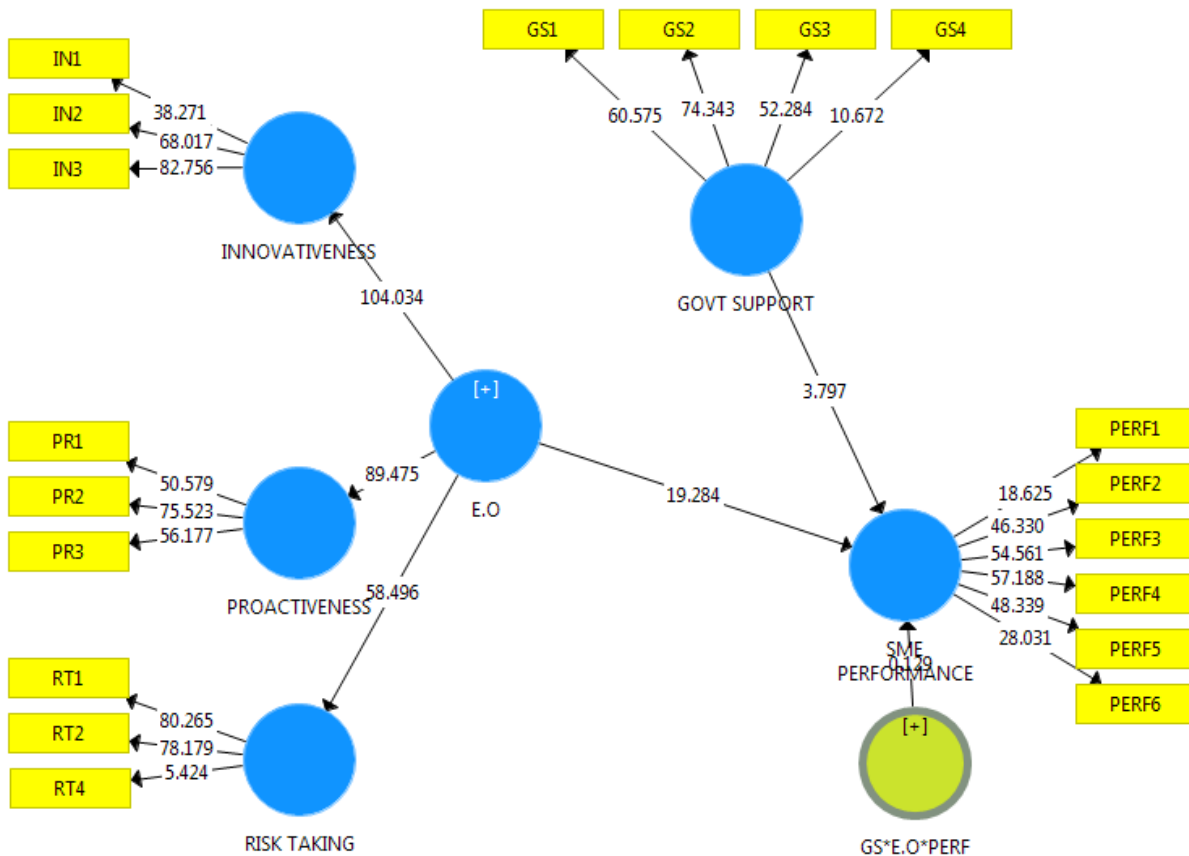 GS1
GS2
GS3
GS4
IN1
IN2
IN3
38.271
68.017
82.756
60.575
74.343
52.284
10.672
INNOVATIVENESS
GOVT SUPPORT
104.034
3.797
[+]
E.O
19.284
PR1
PR2
PR3
50.579
75.523
56.177
89.475
PROACTIVENESS
58.496
PERF1
PERF2
PERF3
PERF4
PERF5
PERF6
18.625
46.330
54.561
57.188
48.339
28.031
SME
PERFORMANCE
0.129
RT1
RT2
RT4
80.265
78.179
5.424
RISK TAKING
[+]
GS*E.O*PERF